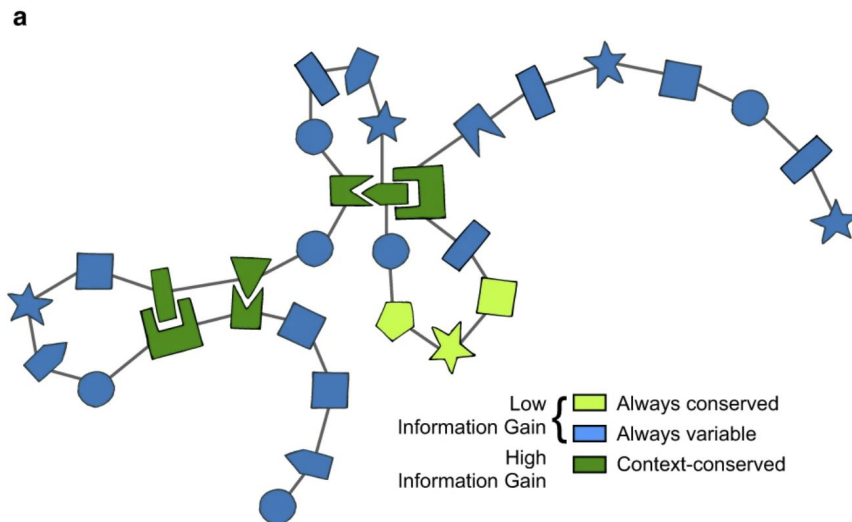 a
Low
Information Gain
{
Always conserved
Always variable
High
Information Gain
Context-conserved